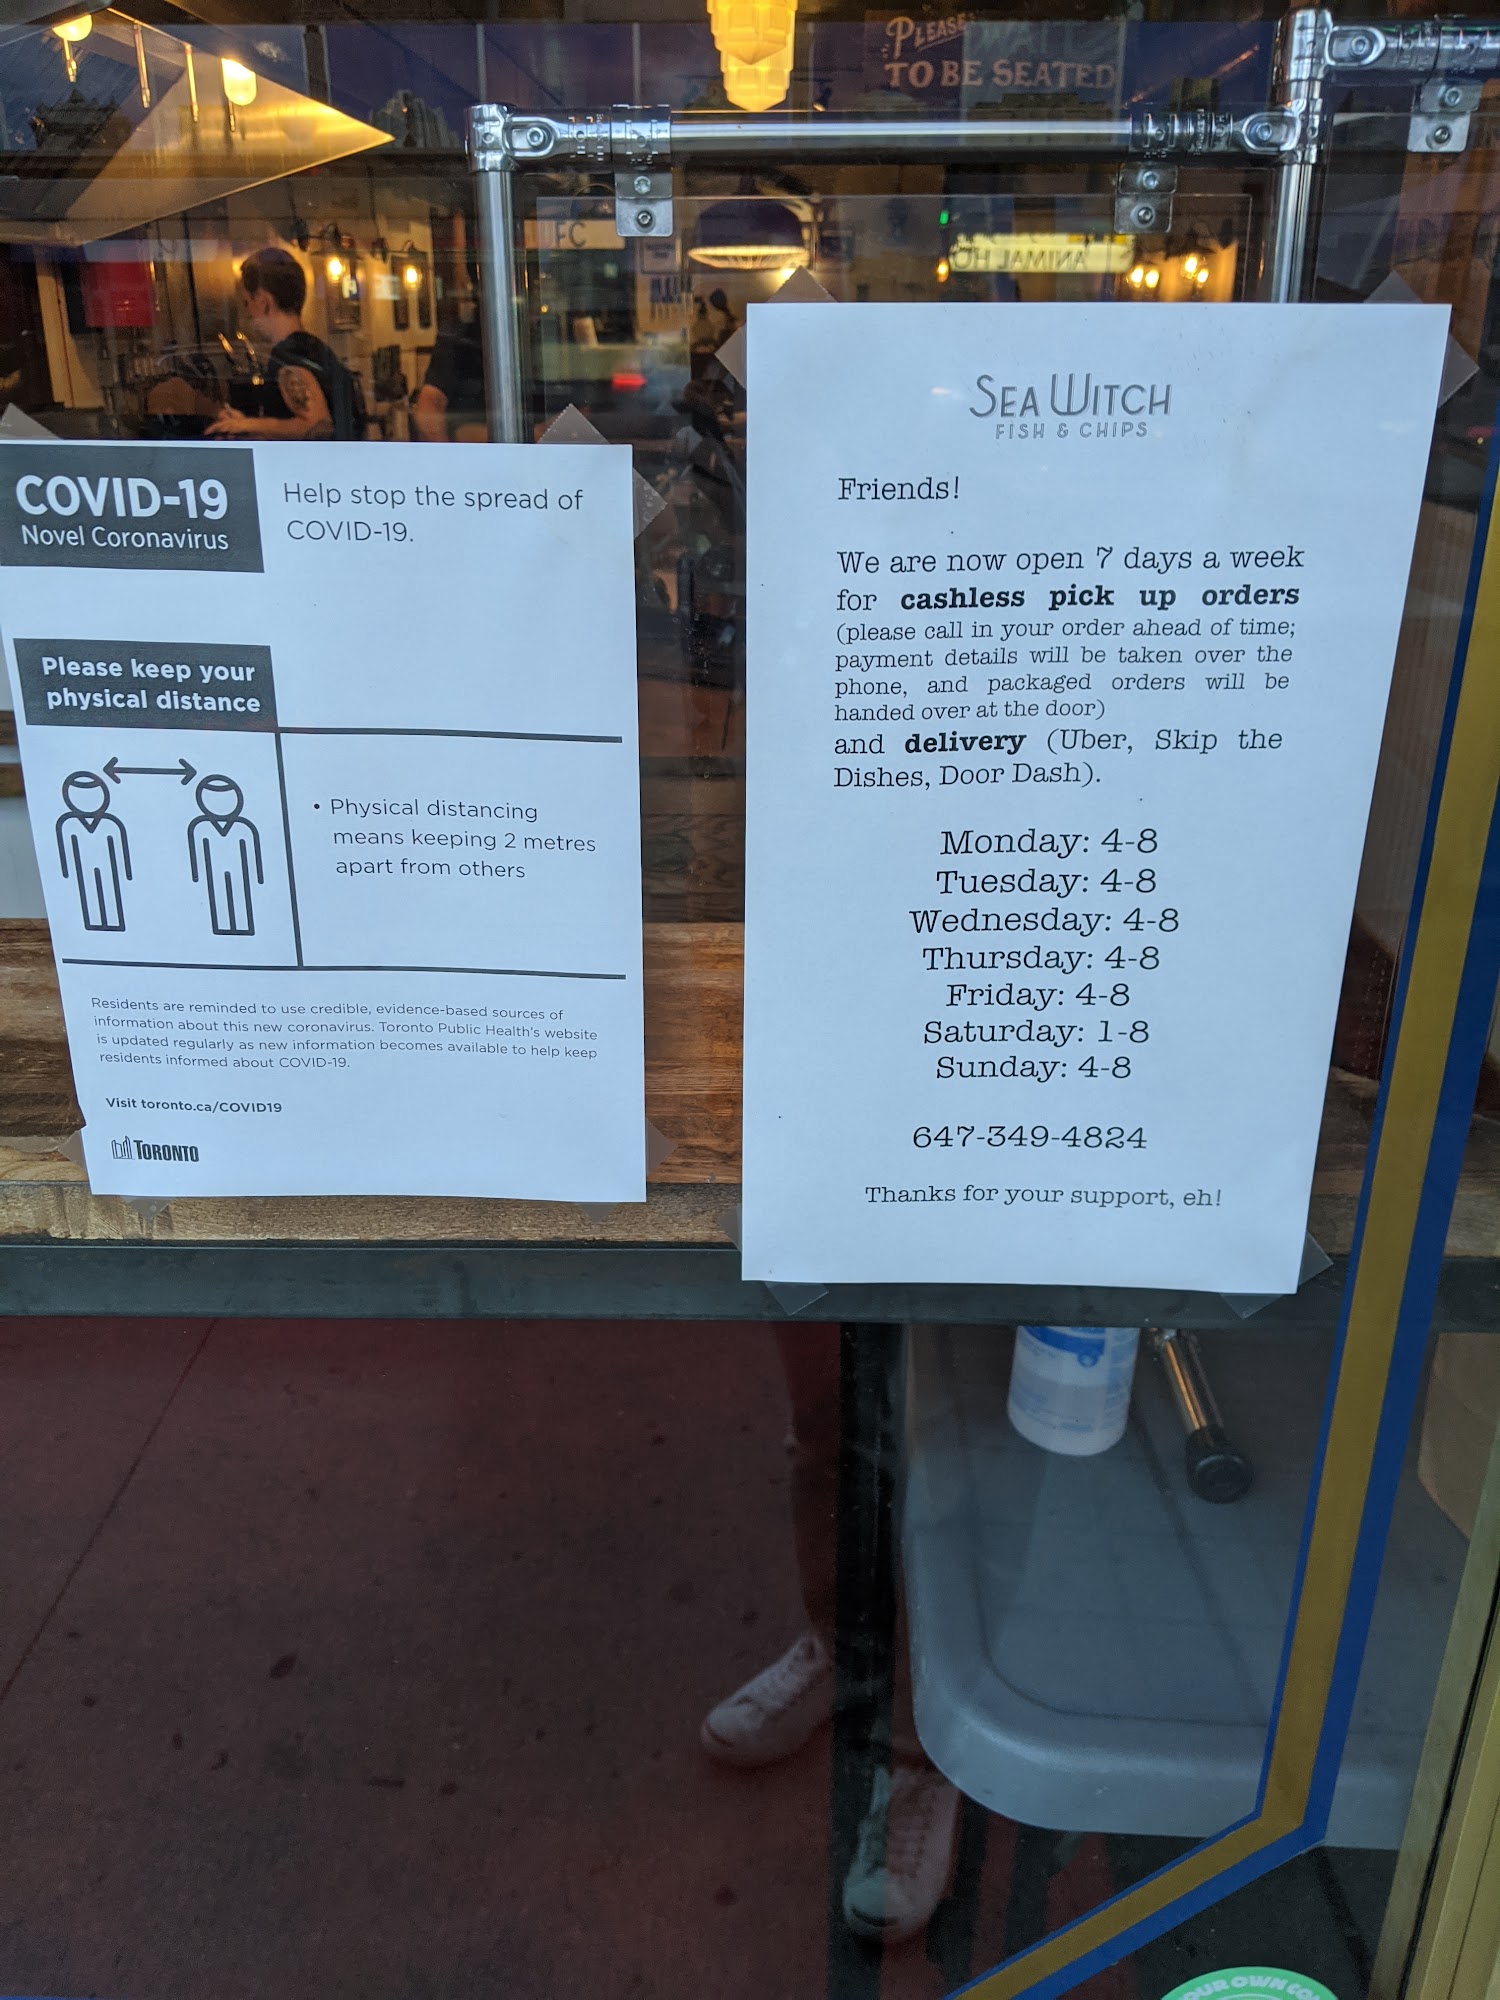 PLEASE WAIT
TO BE SEATED
FC
ANIMAL HO
COVID-19
Novel Coronavirus
Help stop the spread of
COVID-19.
Please keep your
physical distance
• Physical distancing
means keeping 2 metres
apart from others
Residents are reminded to use credible, evidence-based sources of
information about this new coronavirus. Toronto Public Health's website
is updated regularly as new information becomes available to help keep
residents informed about COVID-19.
Visit toronto.ca/COVID19
TORONTO
SEA WITCH
FISH & CHIPS
Friends!
We are now open 7 days a week
for cashless pick up orders
(please call in your order ahead of time;
payment details will be taken over the
phone, and packaged orders will be
handed over at the door)
and delivery (Uber, Skip the
Dishes, Door Dash).
Monday: 4-8
Tuesday: 4-8
Wednesday: 4-8
Thursday: 4-8
Friday: 4-8
Saturday: 1-8
Sunday: 4-8
647-349-4824
Thanks for your support, eh!
OUR OWN CO